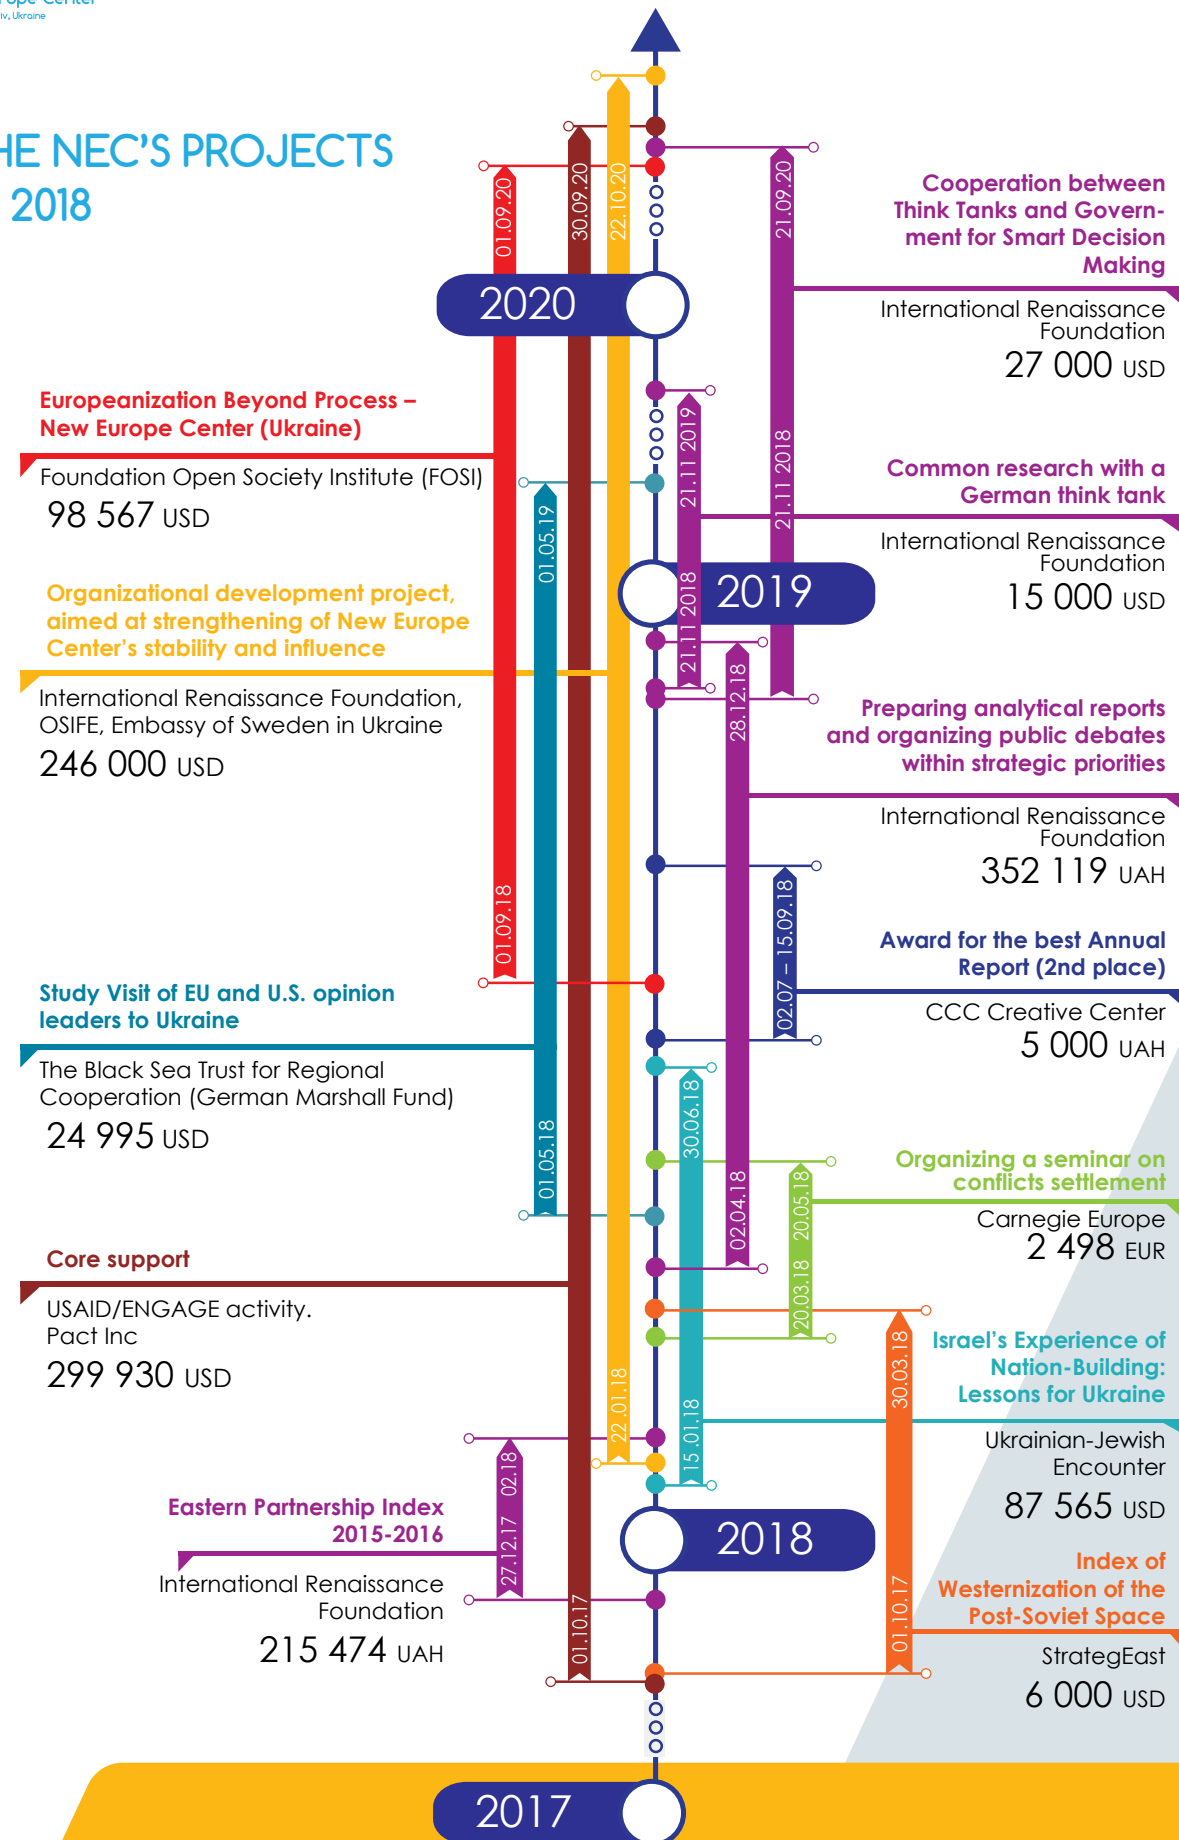 iv, Ukraine
HE NEC'S PROJECTS
2018
01.09.20
30.09.20
22.10.20
21.09.20
2020
Cooperation between
Think Tanks and Govern-
ment for Smart Decision
Making
International Renaissance
Foundation
27 000 USD
Europeanization Beyond Process –
New Europe Center (Ukraine)
Foundation Open Society Institute (FOSI)
98 567 USD
21.11 2019
21.11 2018
01.05.19
Common research with a
German think tank
International Renaissance
Foundation
15 000 USD
2019
21.11 2018
Organizational development project,
aimed at strengthening of New Europe
Center's stability and influence
International Renaissance Foundation,
OSIFE, Embassy of Sweden in Ukraine
246 000 USD
28.12.18
Preparing analytical reports
and organizing public debates
within strategic priorities
International Renaissance
Foundation
352 119 UAH
01.09.18
02.07 – 15.09.18
Award for the best Annual
Report (2nd place)
CCC Creative Center
5 000 UAH
Study Visit of EU and U.S. opinion
leaders to Ukraine
The Black Sea Trust for Regional
Cooperation (German Marshall Fund)
24 995 USD
01.05.18
30.06.18
02.04.18
20.03.18 20.05.18
Organizing a seminar on
conflicts settlement
Carnegie Europe
2 498 EUR
Core support
USAID/ENGAGE activity.
Pact Inc
299 930 USD
22 .01.18
15 .01.18
30.03.18
Israel's Experience of
Nation-Building:
Lessons for Ukraine
Ukrainian-Jewish
Encounter
87 565 USD
27.12.17 02.18
Eastern Partnership Index
2015-2016
International Renaissance
Foundation
215 474 UAH
2018
01.10.17
01.10.17
Index of
Westernization of the
Post-Soviet Space
StrategEast
6 000 USD
2017